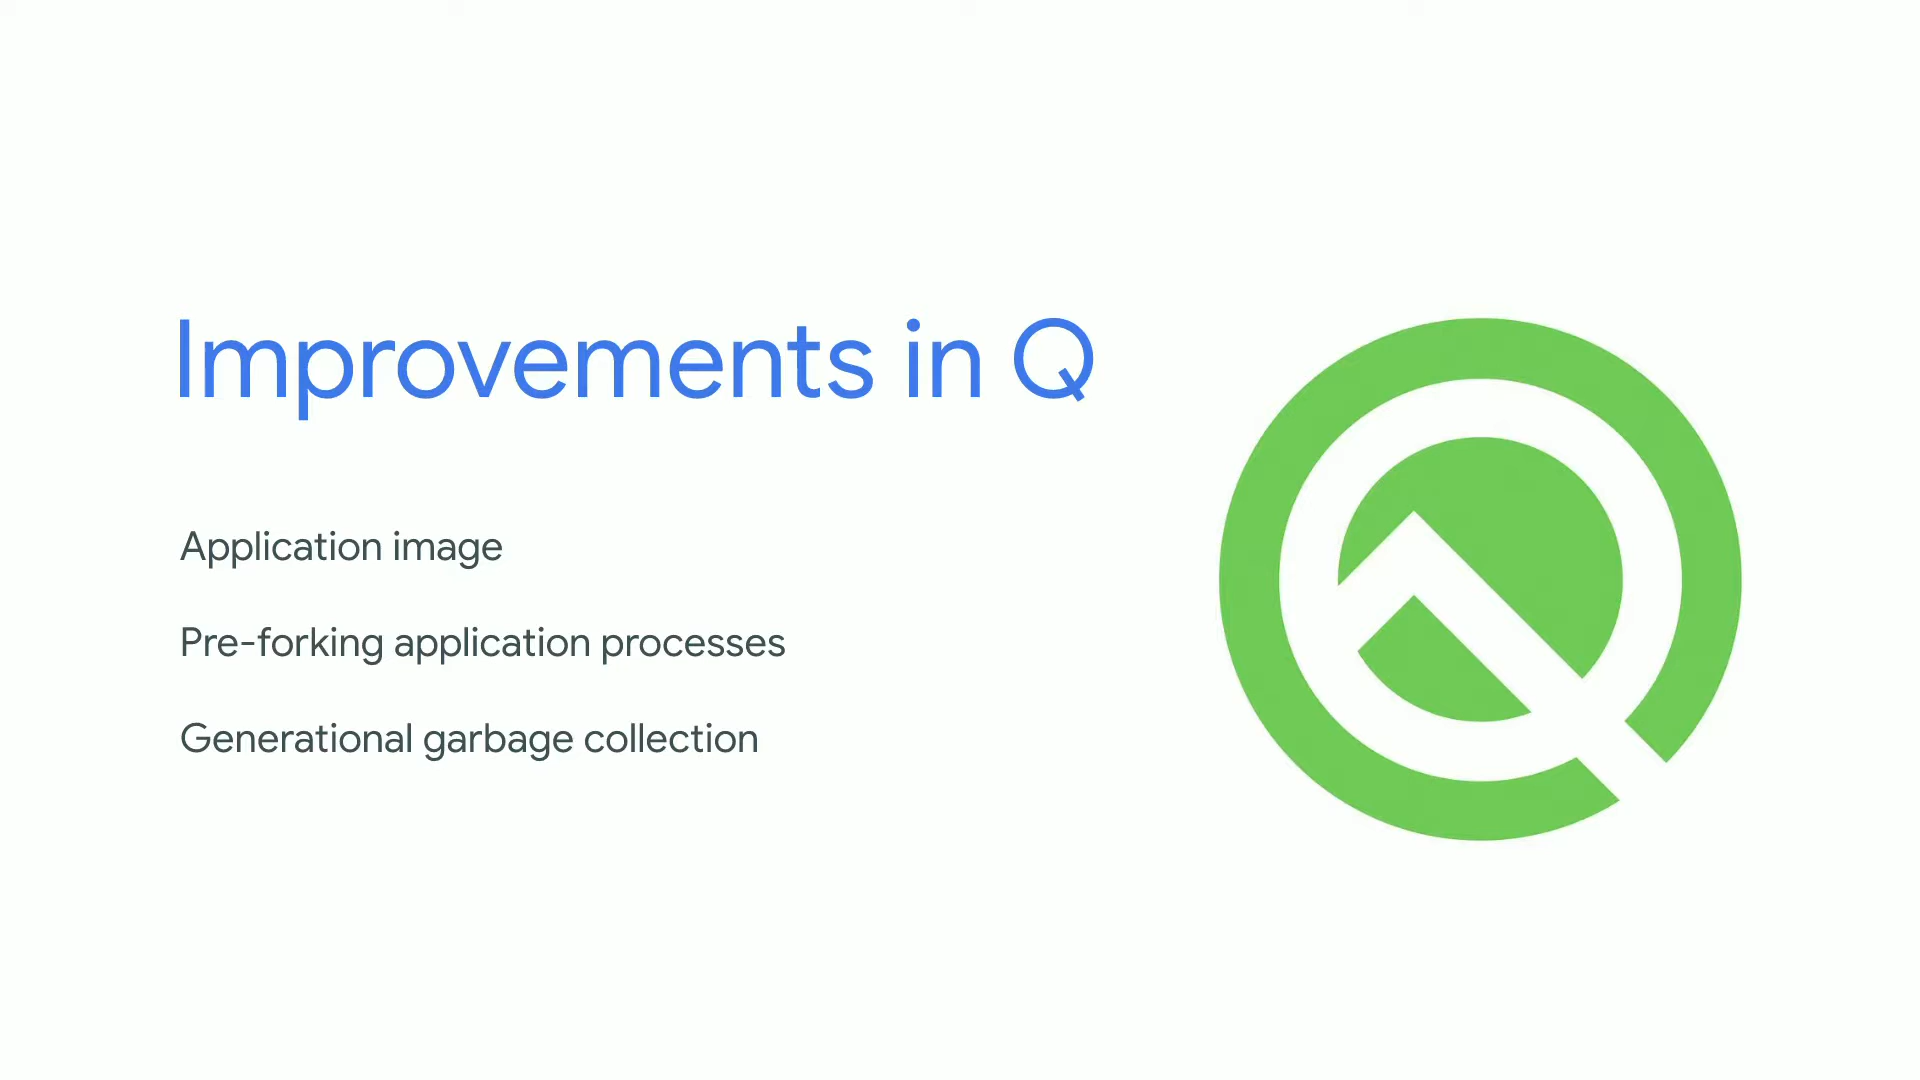 Improvements in Q
Application image
Pre-forking application processes
Generational garbage collection